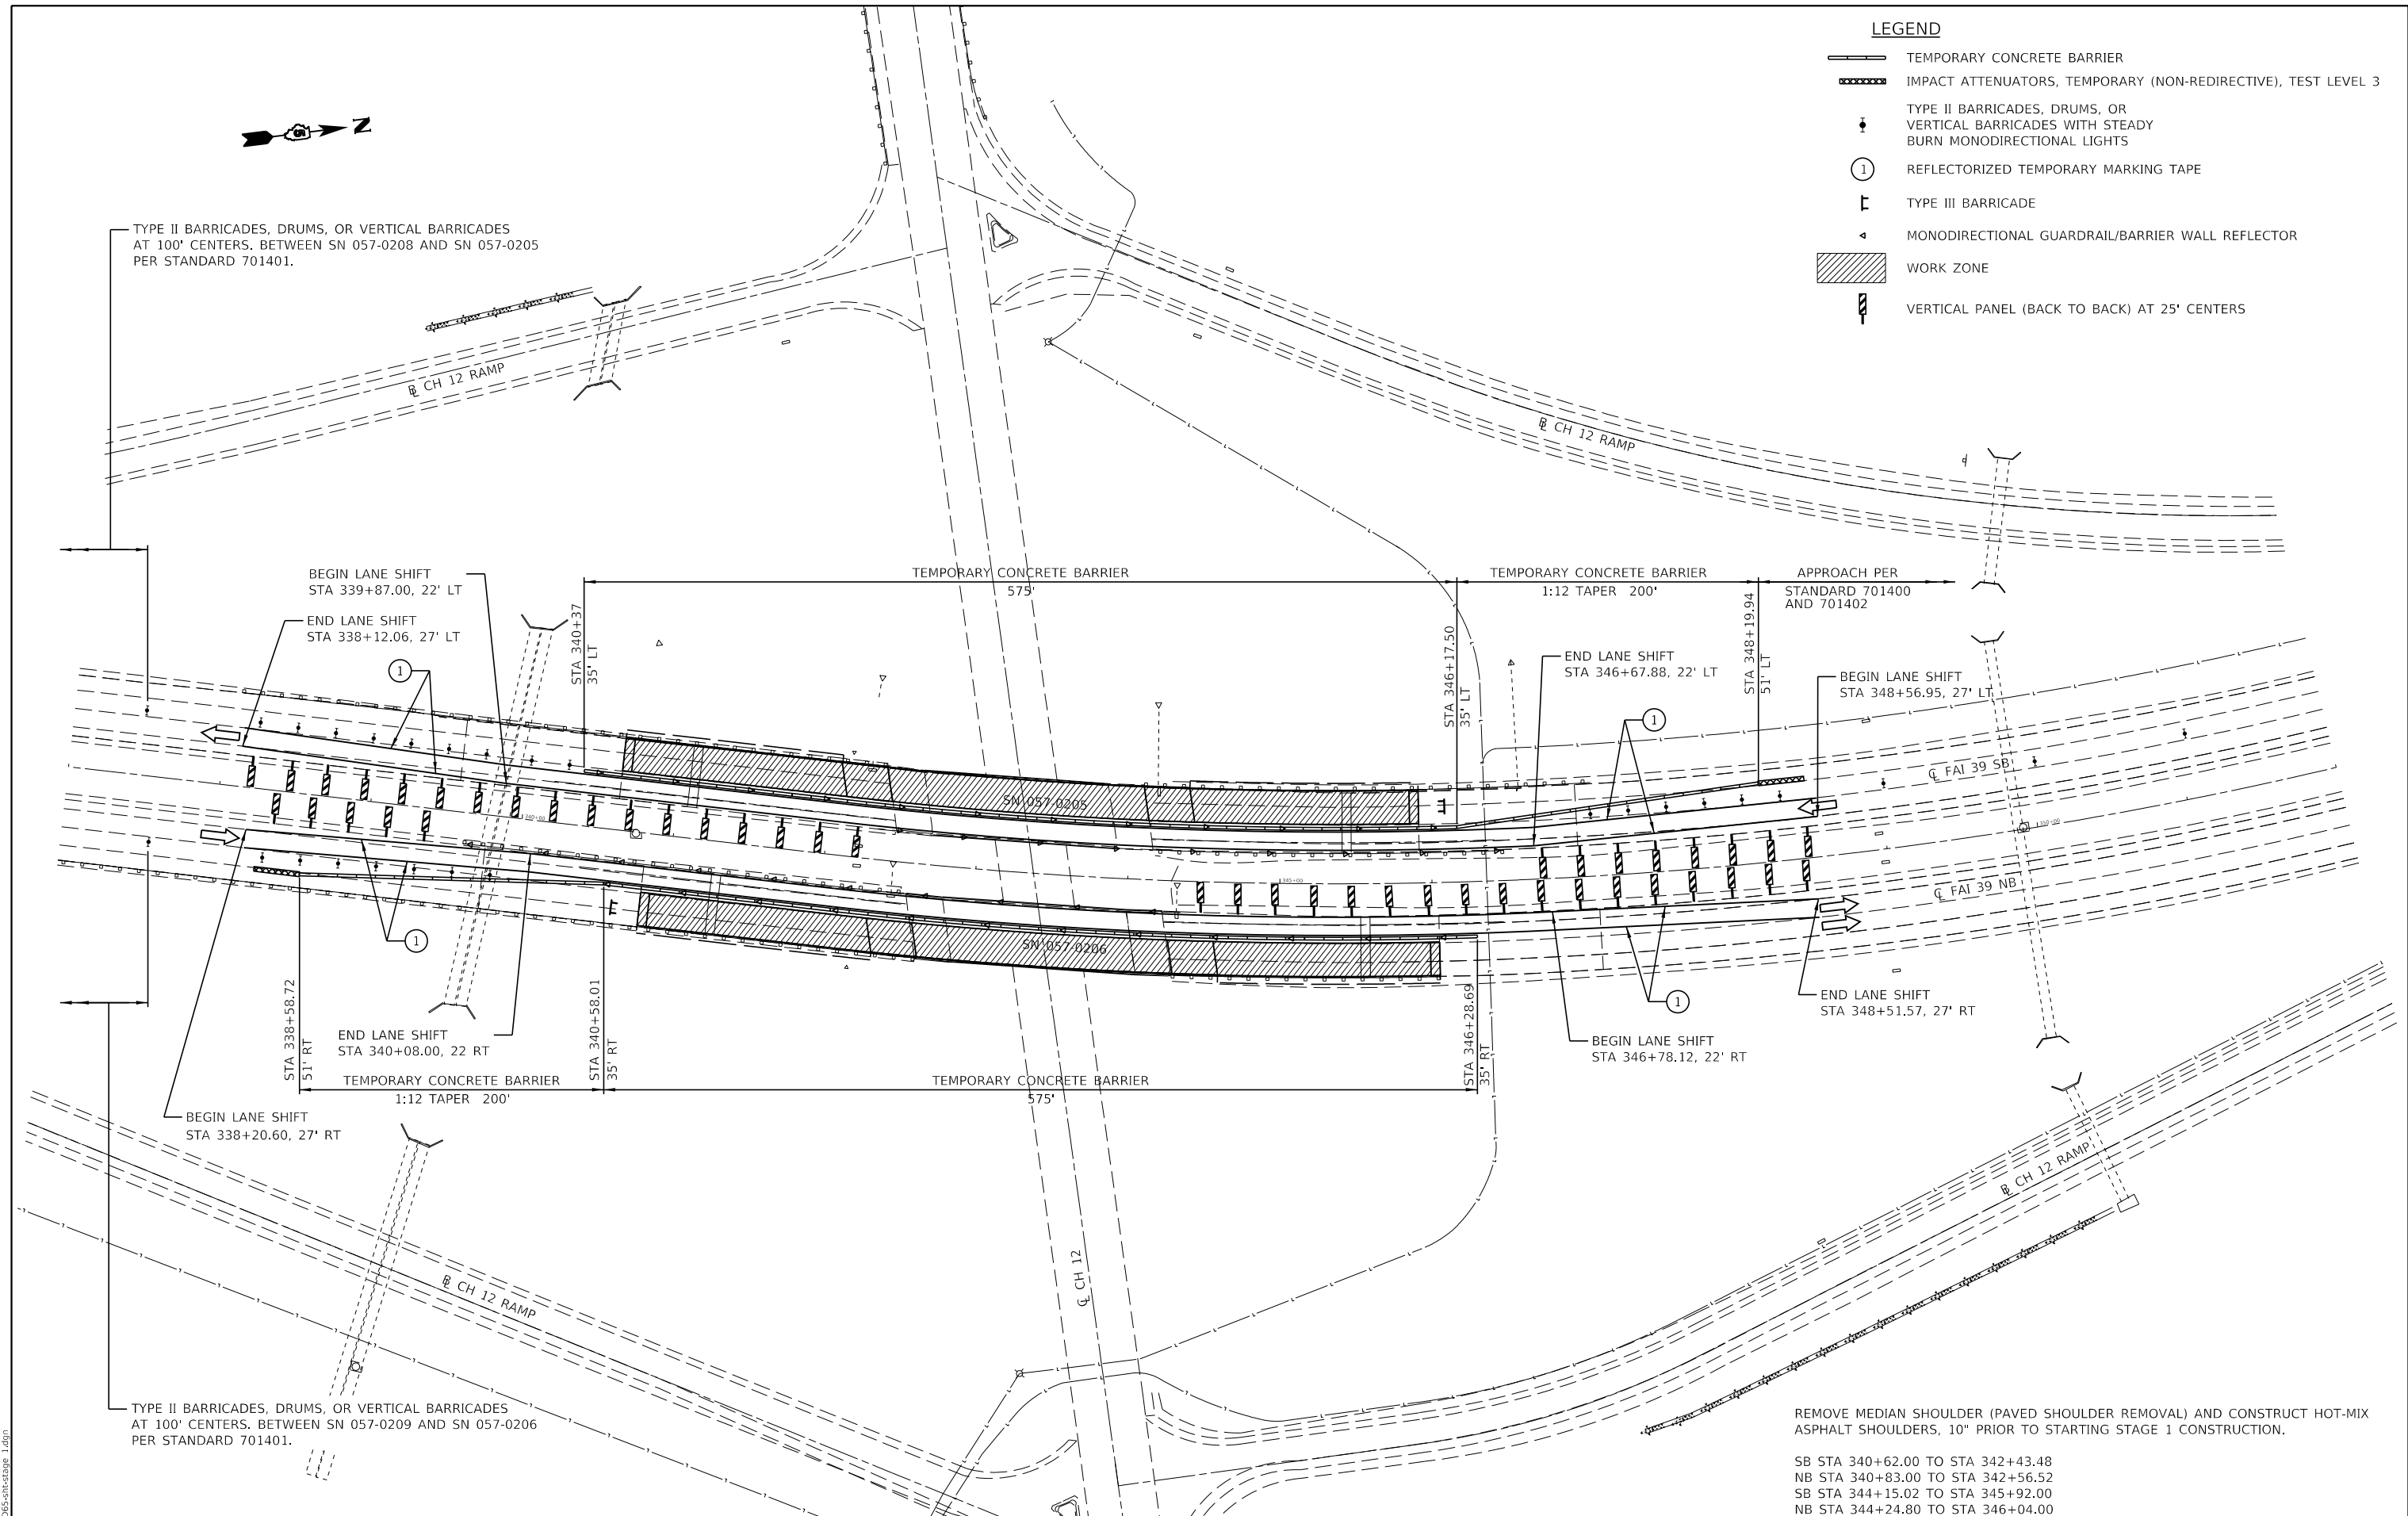 LEGEND
TEMPORARY CONCRETE BARRIER
IMPACT ATTENUATORS, TEMPORARY (NON-REDIRECTIVE), TEST LEVEL 3
TYPE II BARRICADES, DRUMS, OR
VERTICAL BARRICADES WITH STEADY
BURN MONODIRECTIONAL LIGHTS
1
REFLECTORIZED TEMPORARY MARKING TAPE
TYPE III BARRICADE
MONODIRECTIONAL GUARDRAIL/BARRIER WALL REFLECTOR
WORK ZONE
VERTICAL PANEL (BACK TO BACK) AT 25' CENTERS
N
TYPE II BARRICADES, DRUMS, OR VERTICAL BARRICADES
AT 100' CENTERS. BETWEEN SN 057-0208 AND SN 057-0205
PER STANDARD 701401.
℄ CH 12 RAMP
℄ CH 12 RAMP
BEGIN LANE SHIFT
STA 339+87.00, 22' LT
END LANE SHIFT
STA 338+12.06, 27' LT
1
STA 340+37
35' LT
TEMPORARY CONCRETE BARRIER
575'
TEMPORARY CONCRETE BARRIER
1:12 TAPER 200'
APPROACH PER
STANDARD 701400
AND 701402
STA 346+17.50
35' LT
STA 348+19.94
51' LT
END LANE SHIFT
STA 346+67.88, 22' LT
BEGIN LANE SHIFT
STA 348+56.95, 27' LT
1
℄ FAI 39 SB
SN 057-0205
340+00
345+00
350+00
℄ FAI 39 NB
SN 057-0206
1
1
END LANE SHIFT
STA 348+51.57, 27' RT
BEGIN LANE SHIFT
STA 346+78.12, 22' RT
STA 338+58.72
51' RT
END LANE SHIFT
STA 340+08.00, 22 RT
STA 340+58.01
35' RT
STA 346+28.69
35' RT
TEMPORARY CONCRETE BARRIER
1:12 TAPER 200'
TEMPORARY CONCRETE BARRIER
575'
BEGIN LANE SHIFT
STA 338+20.60, 27' RT
℄ CH 12 RAMP
℄ CH 12
℄ CH 12 RAMP
TYPE II BARRICADES, DRUMS, OR VERTICAL BARRICADES
AT 100' CENTERS. BETWEEN SN 057-0209 AND SN 057-0206
PER STANDARD 701401.
REMOVE MEDIAN SHOULDER (PAVED SHOULDER REMOVAL) AND CONSTRUCT HOT-MIX
ASPHALT SHOULDERS, 10" PRIOR TO STARTING STAGE 1 CONSTRUCTION.
SB STA 340+62.00 TO STA 342+43.48
NB STA 340+83.00 TO STA 342+56.52
SB STA 344+15.02 TO STA 345+92.00
NB STA 344+24.80 TO STA 346+04.00